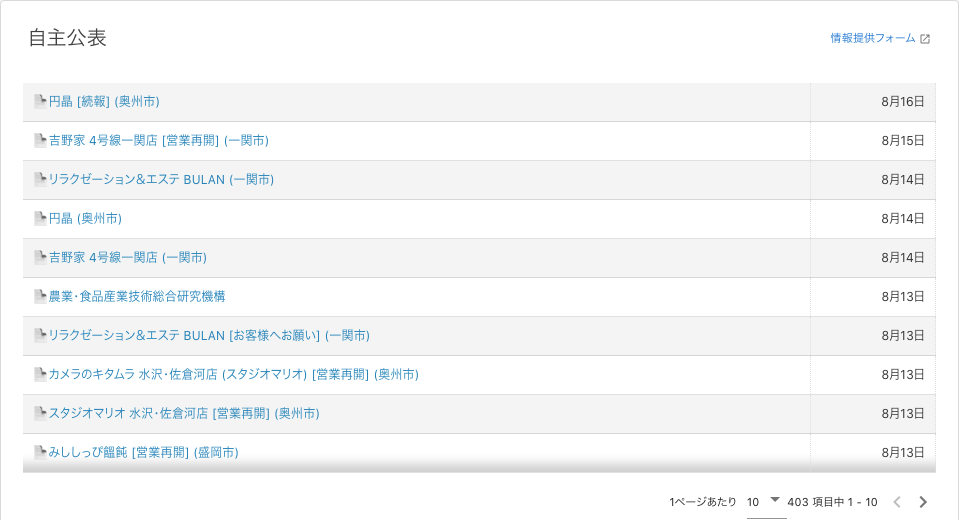 自主公表
情報提供フォーム
円晶 [続報] (奥州市) 8月16日
吉野家 4号線一関店 [営業再開] (一関市) 8月15日
リラクゼーション&エステ BULAN (一関市) 8月14日
円晶 (奥州市) 8月14日
吉野家 4号線一関店 (一関市) 8月14日
農業・食品産業技術総合研究機構 8月13日
リラクゼーション&エステ BULAN [お客様へお願い] (一関市) 8月13日
カメラのキタムラ 水沢・佐倉河店 (スタジオマリオ) [営業再開] (奥州市) 8月13日
スタジオマリオ 水沢・佐倉河店 [営業再開] (奥州市) 8月13日
みししっぴ饂飩 [営業再開] (盛岡市) 8月13日
1ページあたり 10 403 項目中 1 - 10